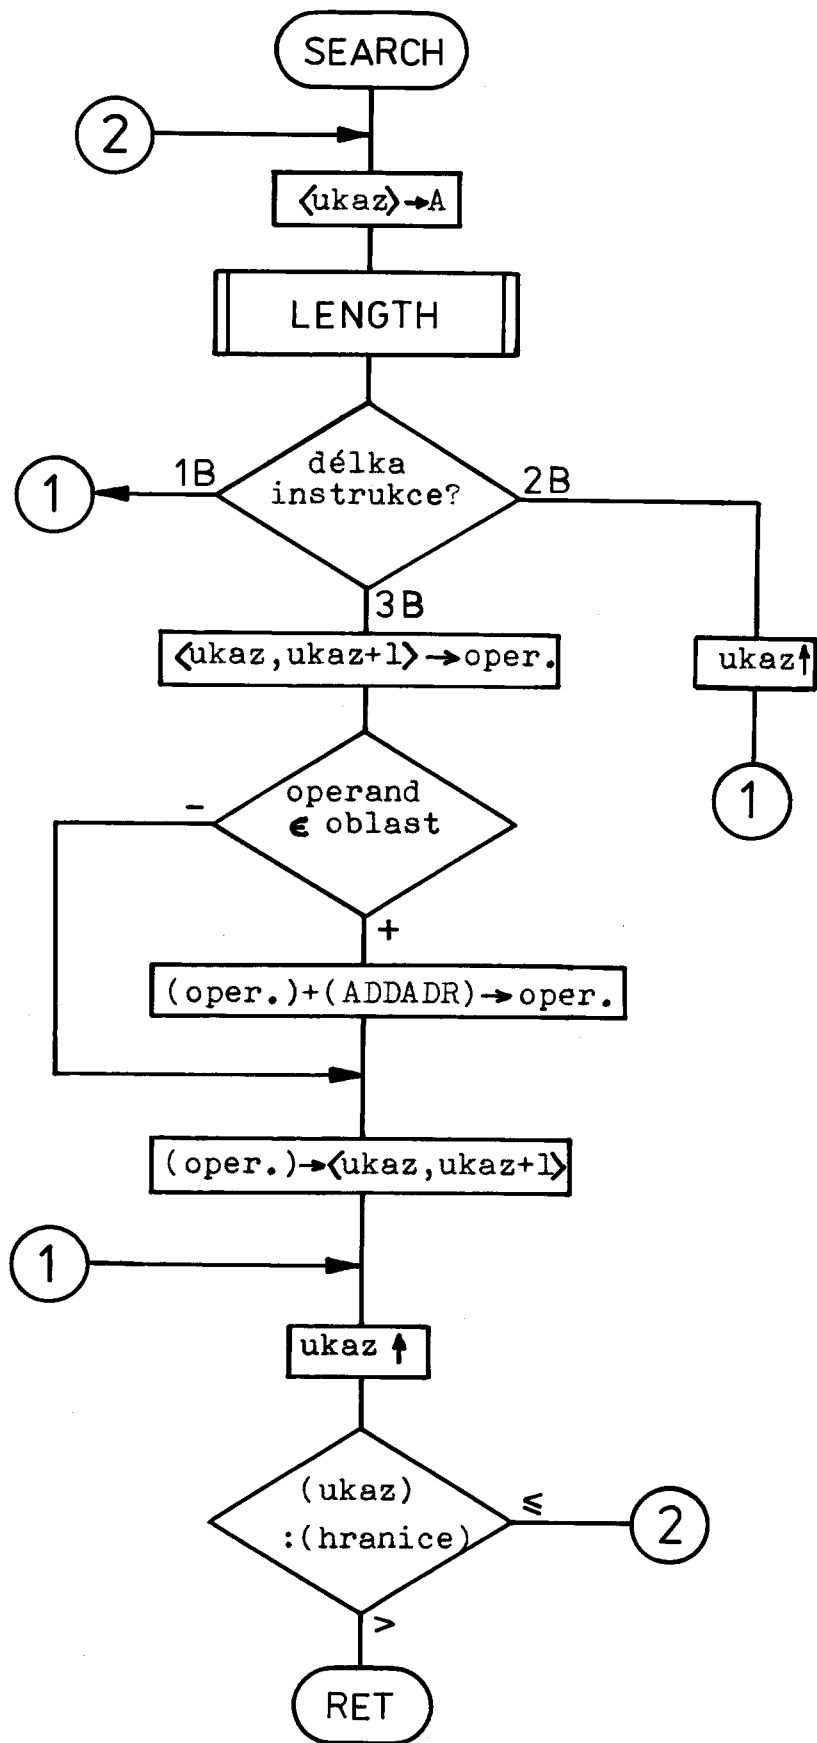 SEARCH
2
<ukaz>→A
LENGTH
délka
instrukce?
1B
1
2B
3B
<ukaz,ukaz+1>→oper.
ukaz↑
1
operand
ϵ oblast
-
+
(oper.)+(ADDADR)→oper.
(oper.)→<ukaz,ukaz+1>
1
ukaz ↑
(ukaz)
:(hranice)
≤
2
>
RET